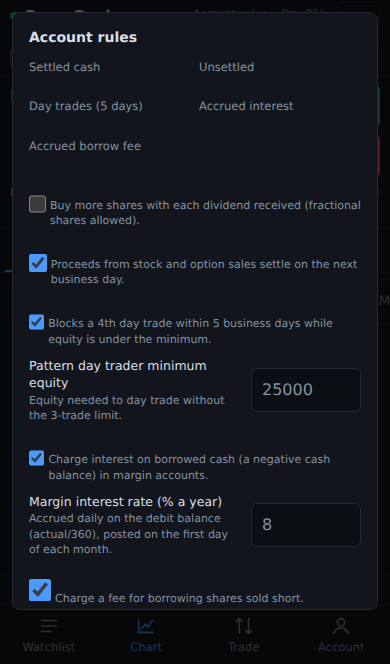 Account rules
Settled cash Unsettled
Day trades (5 days) Accrued interest
Accrued borrow fee
Buy more shares with each dividend received (fractional
shares allowed).
Proceeds from stock and option sales settle on the next
business day.
Blocks a 4th day trade within 5 business days while
equity is under the minimum.
Pattern day trader minimum
equity
25000
Equity needed to day trade without
the 3-trade limit.
Charge interest on borrowed cash (a negative cash
balance) in margin accounts.
Margin interest rate (% a year)
Accrued daily on the debit balance
(actual/360), posted on the first day
of each month.
8
Charge a fee for borrowing shares sold short.
Watchlist Chart Trade Account